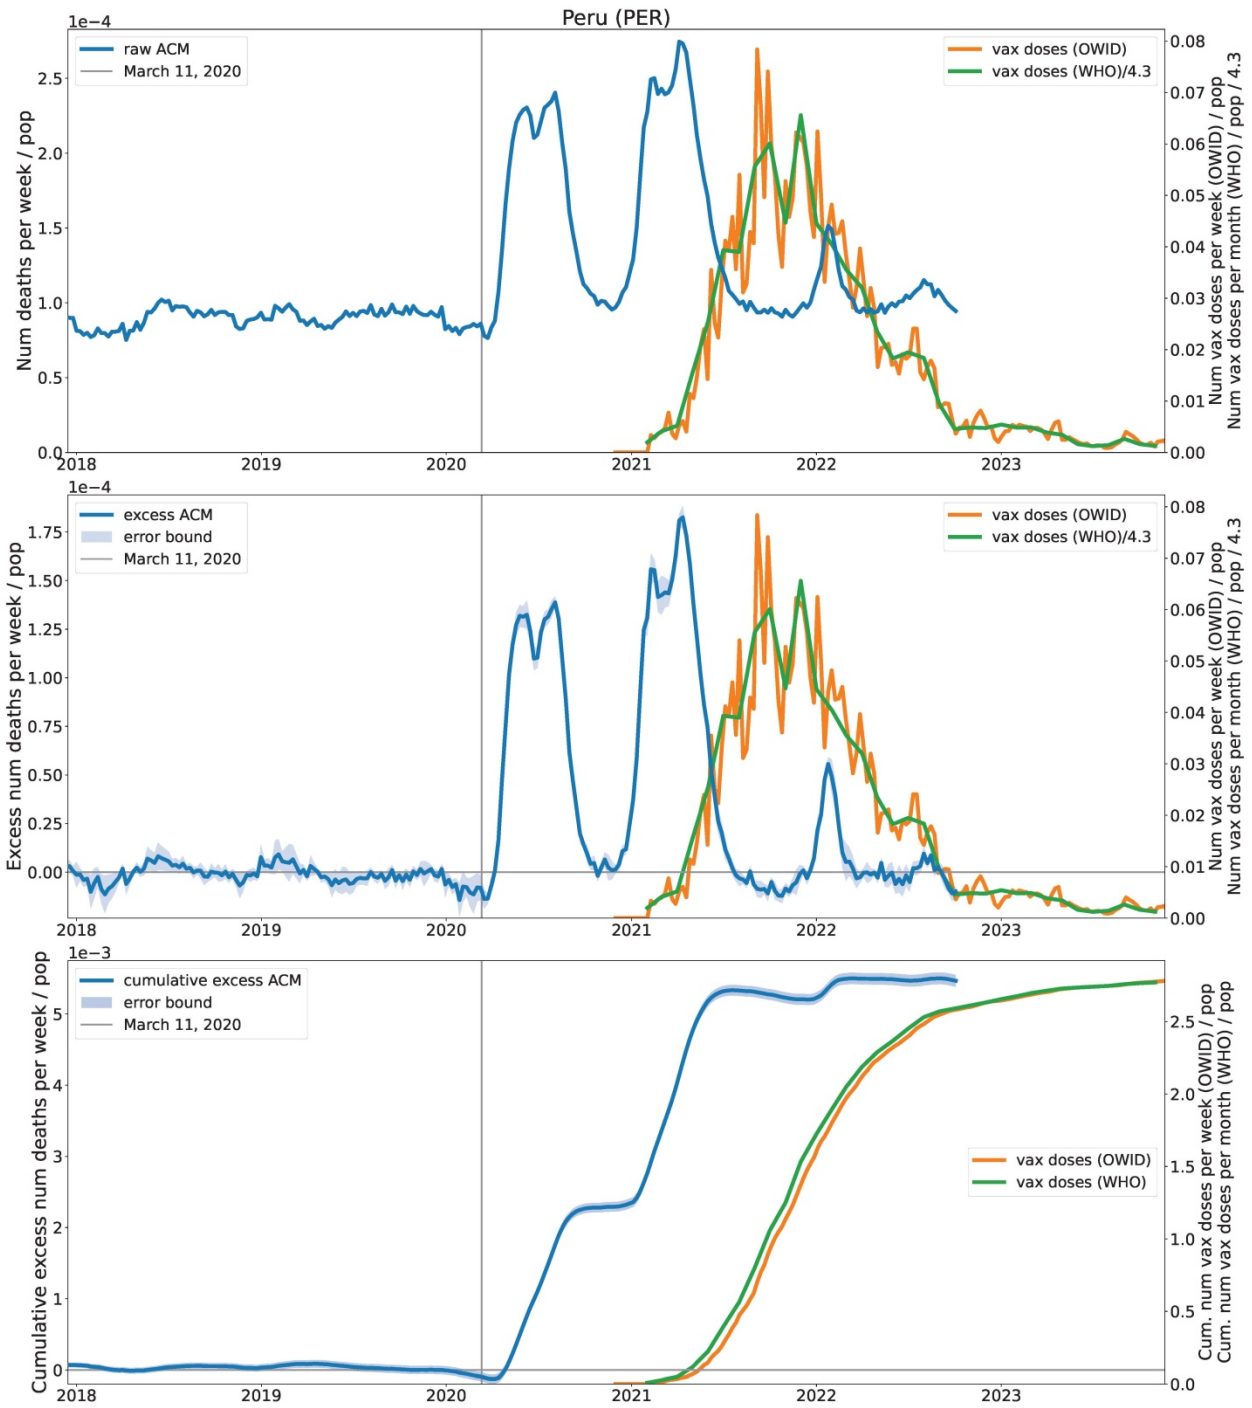 Peru (PER)
1e−4
raw ACM
March 11, 2020
vax doses (OWID)
vax doses (WHO)/4.3
Num deaths per week / pop
2.5
2.0
1.5
1.0
0.5
0.0
0.08
0.07
0.06
0.05
0.04
0.03
0.02
0.01
0.00
Num vax doses per week (OWID) / pop
Num vax doses per month (WHO) / pop / 4.3
2018 2019 2020 2021 2022 2023
1e−4
excess ACM
error bound
March 11, 2020
vax doses (OWID)
vax doses (WHO)/4.3
Excess num deaths per week / pop
1.75
1.50
1.25
1.00
0.75
0.50
0.25
0.00
0.08
0.07
0.06
0.05
0.04
0.03
0.02
0.01
0.00
Num vax doses per week (OWID) / pop
Num vax doses per month (WHO) / pop / 4.3
2018 2019 2020 2021 2022 2023
1e−3
cumulative excess ACM
error bound
March 11, 2020
vax doses (OWID)
vax doses (WHO)
Cumulative excess num deaths per week / pop
5
4
3
2
1
0
2.5
2.0
1.5
1.0
0.5
0.0
Cum. num vax doses per week (OWID) / pop
Cum. num vax doses per month (WHO) / pop
2018 2019 2020 2021 2022 2023